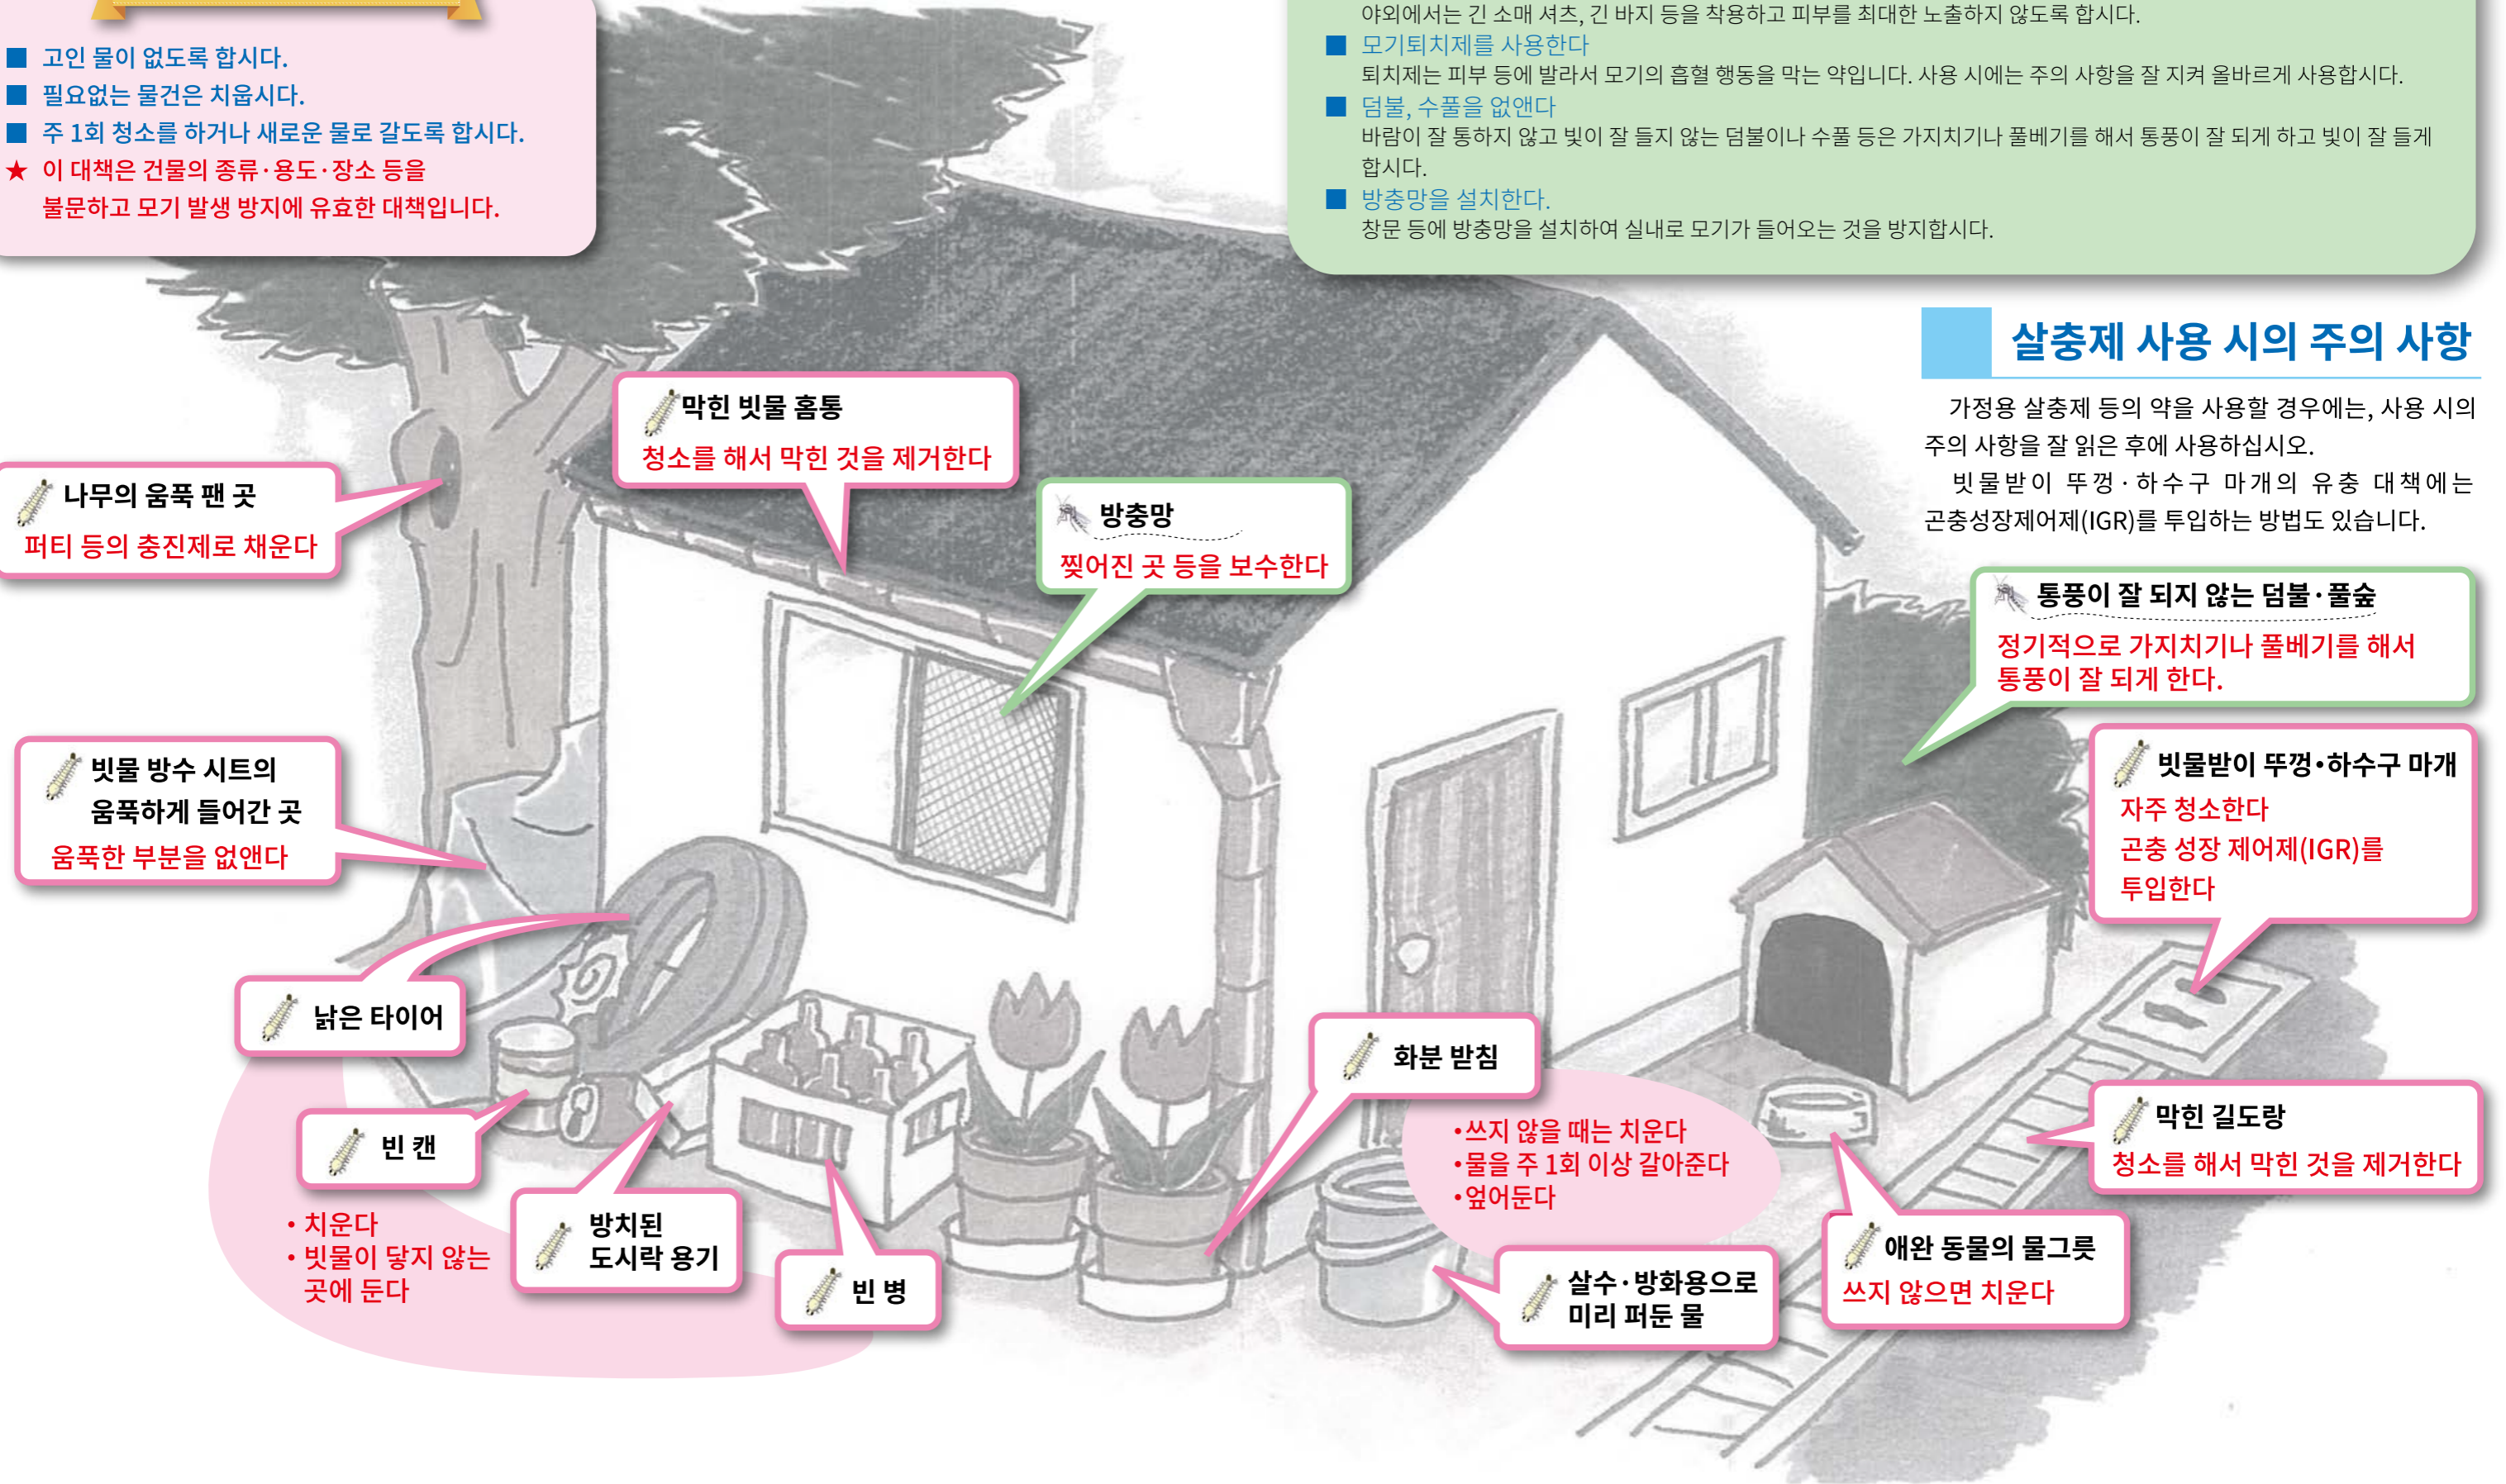 고인 물이 없도록 합시다.
필요없는 물건은 치웁시다.
주 1회 청소를 하거나 새로운 물로 갈도록 합시다.
★ 이 대책은 건물의 종류·용도·장소 등을
불문하고 모기 발생 방지에 유효한 대책입니다.
야외에서는 긴 소매 셔츠, 긴 바지 등을 착용하고 피부를 최대한 노출하지 않도록 합시다.
■ 모기퇴치제를 사용한다
퇴치제는 피부 등에 발라서 모기의 흡혈 행동을 막는 약입니다. 사용 시에는 주의 사항을 잘 지켜 올바르게 사용합시다.
■ 덤불, 수풀을 없앤다
바람이 잘 통하지 않고 빛이 잘 들지 않는 덤불이나 수풀 등은 가지치기나 풀베기를 해서 통풍이 잘 되게 하고 빛이 잘 들게
합시다.
■ 방충망을 설치한다.
창문 등에 방충망을 설치하여 실내로 모기가 들어오는 것을 방지합시다.
살충제 사용 시의 주의 사항
가정용 살충제 등의 약을 사용할 경우에는, 사용 시의
주의 사항을 잘 읽은 후에 사용하십시오.
빗물받이 뚜껑·하수구 마개의 유충 대책에는
곤충성장제어제(IGR)를 투입하는 방법도 있습니다.
막힌 빗물 홈통
청소를 해서 막힌 것을 제거한다
나무의 움푹 팬 곳
퍼티 등의 충진제로 채운다
방충망
찢어진 곳 등을 보수한다
통풍이 잘 되지 않는 덤불·풀숲
정기적으로 가지치기나 풀베기를 해서
통풍이 잘 되게 한다.
빗물 방수 시트의
움푹하게 들어간 곳
움푹한 부분을 없앤다
빗물받이 뚜껑•하수구 마개
자주 청소한다
곤충 성장 제어제(IGR)를
투입한다
낡은 타이어
빈 캔
•치운다
•빗물이 닿지 않는
곳에 둔다
방치된
도시락 용기
빈 병
화분 받침
•쓰지 않을 때는 치운다
•물을 주 1회 이상 갈아준다
•엎어둔다
살수·방화용으로
미리 퍼둔 물
애완 동물의 물그릇
쓰지 않으면 치운다
막힌 길도랑
청소를 해서 막힌 것을 제거한다